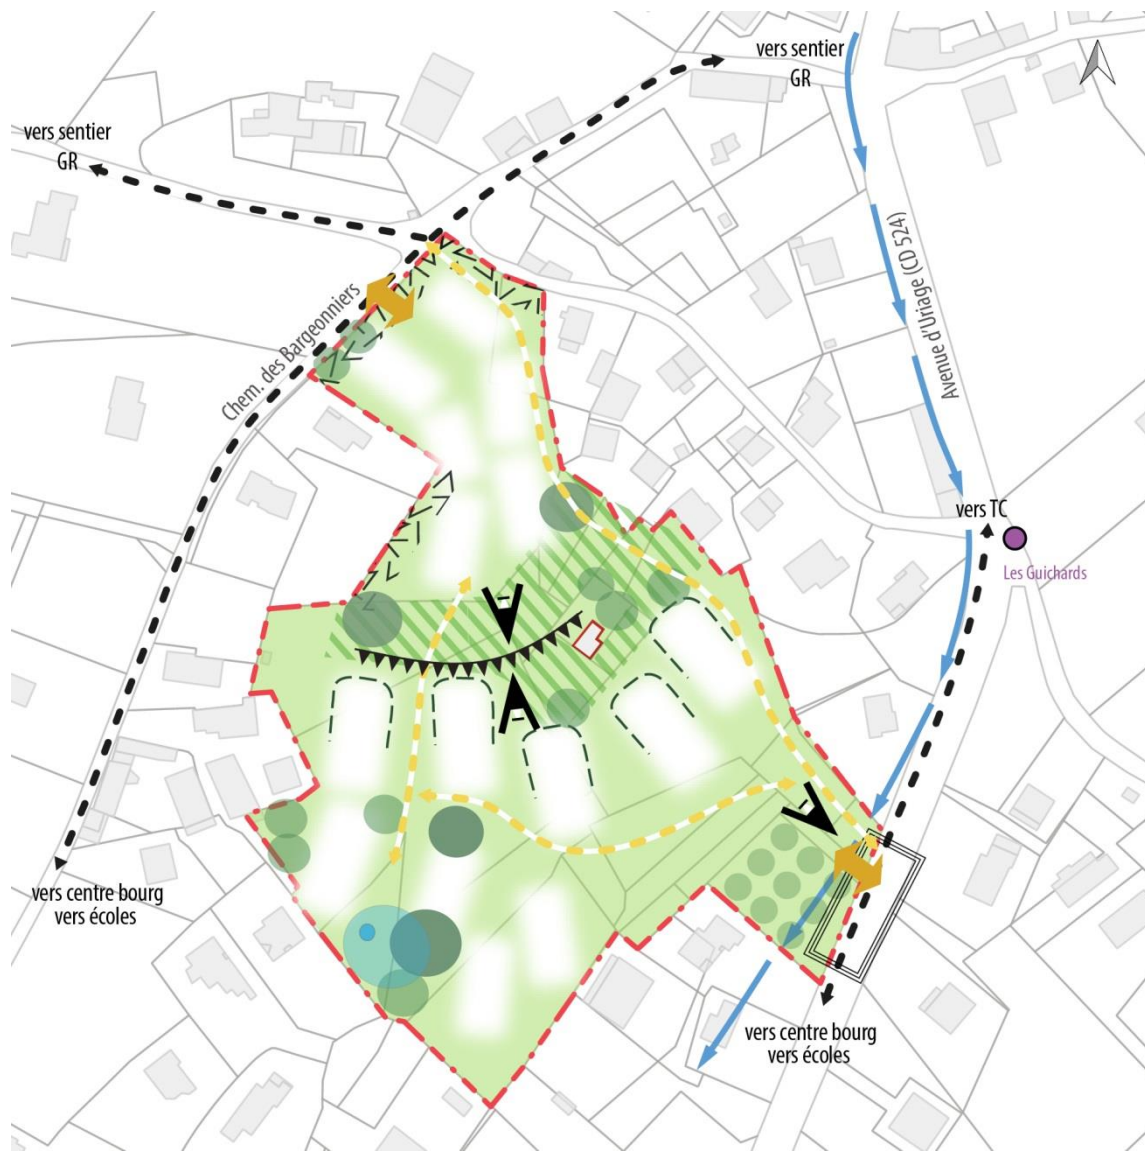 vers sentier
GR
vers sentier
GR
Chem. des Bargeonniers
Avenue d'Uriage (CD 524)
vers TC
Les Guichards
vers centre bourg
vers écoles
vers centre bourg
vers écoles